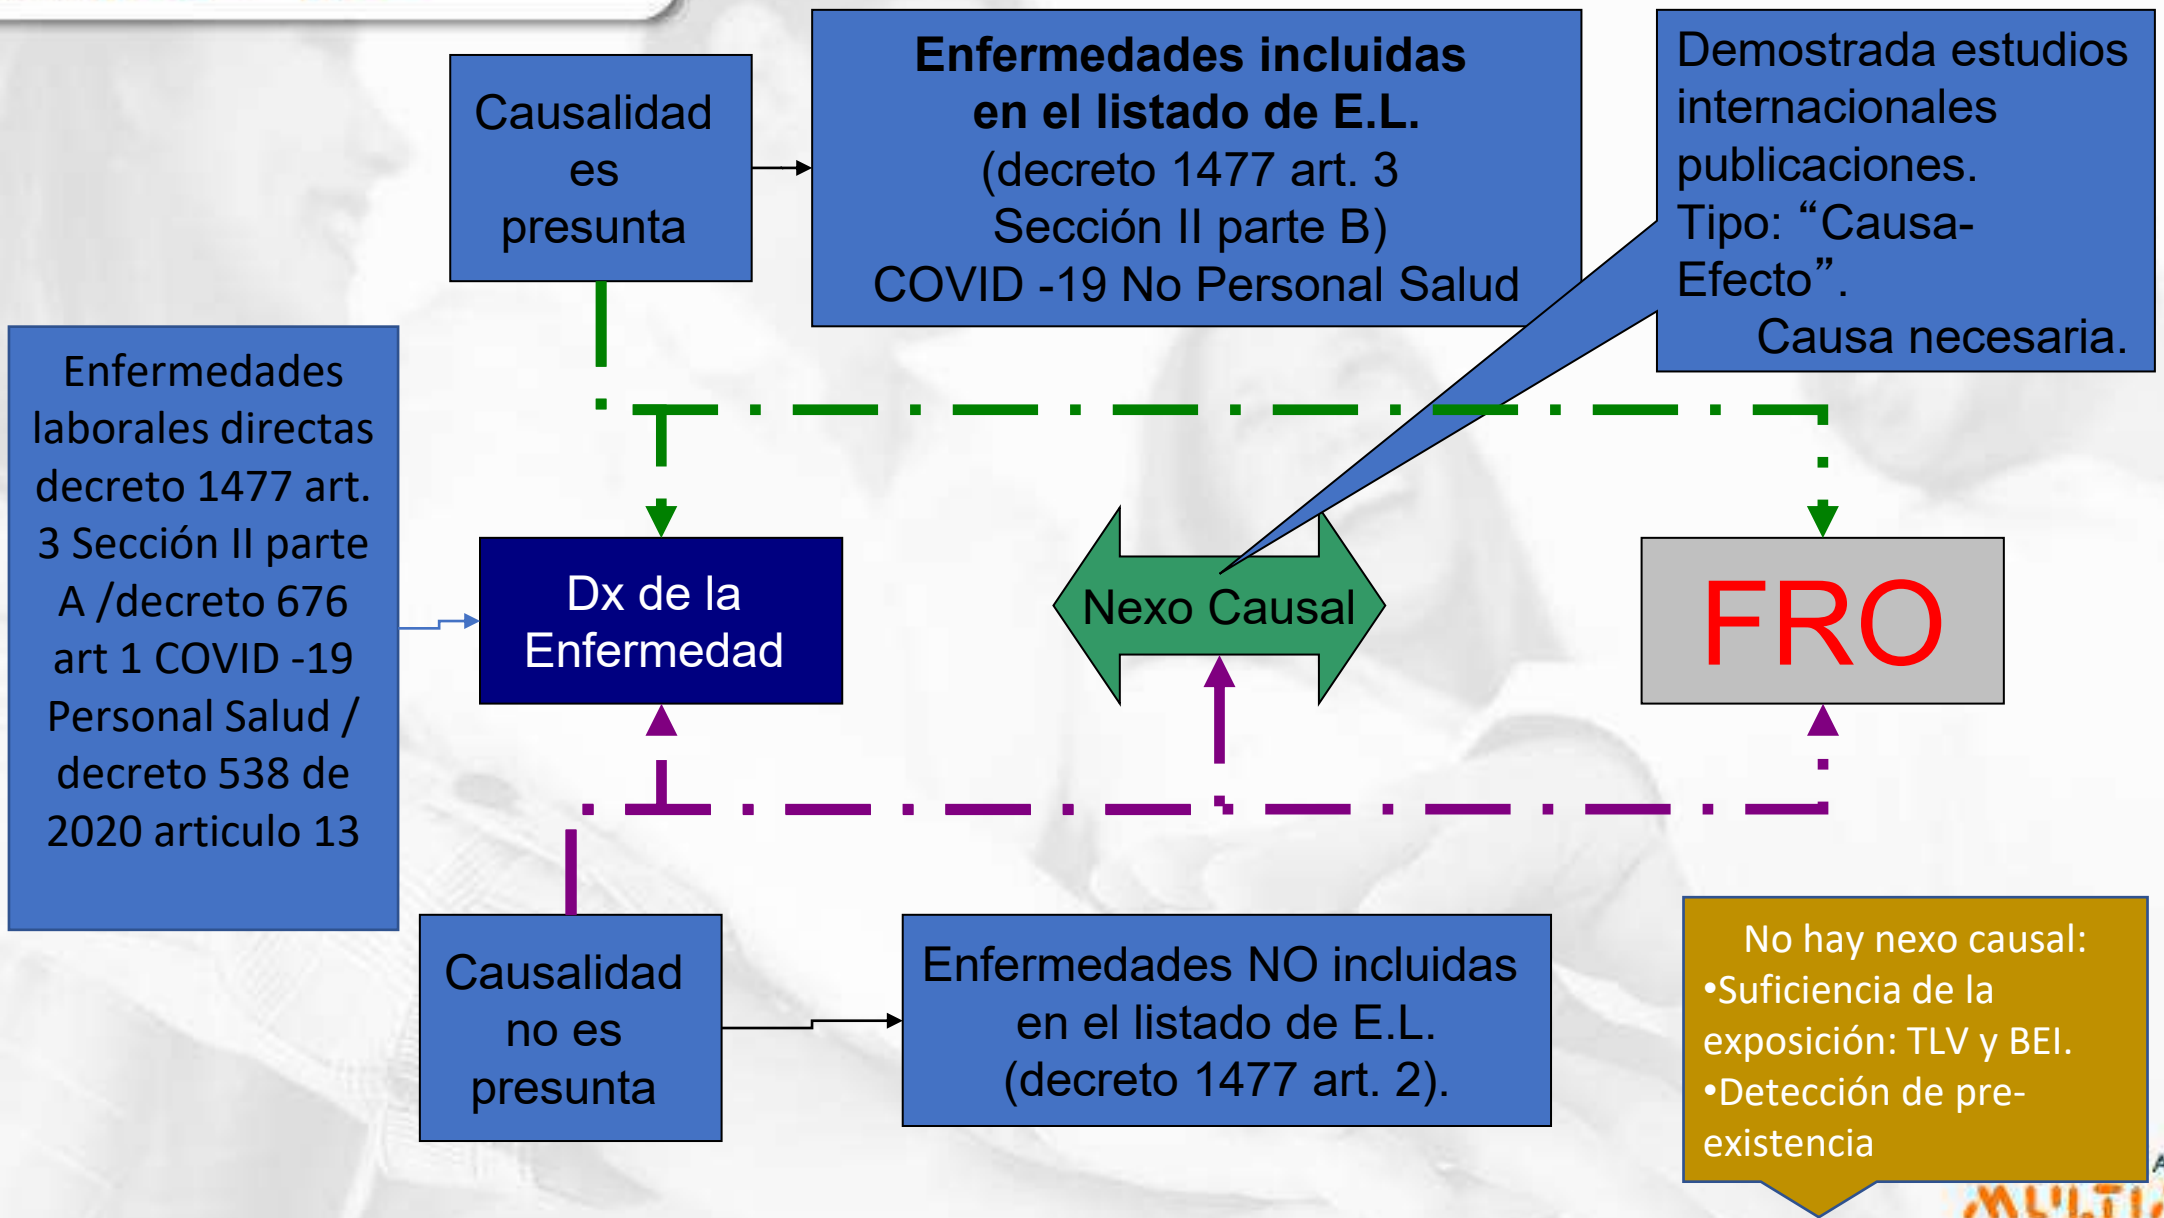 Causalidad
es
presunta
Enfermedades incluidas
en el listado de E.L.
(decreto 1477 art. 3
Sección II parte B)
COVID -19 No Personal Salud
Demostrada estudios
internacionales
publicaciones.
Tipo: “Causa-
Efecto”.
Causa necesaria.
Enfermedades
laborales directas
decreto 1477 art.
3 Sección II parte
A /decreto 676
art 1 COVID -19
Personal Salud /
decreto 538 de
2020 articulo 13
Dx de la
Enfermedad
Nexo Causal
FRO
Causalidad
no es
presunta
Enfermedades NO incluidas
en el listado de E.L.
(decreto 1477 art. 2).
No hay nexo causal:
•Suficiencia de la
exposición: TLV y BEI.
•Detección de pre-
existencia